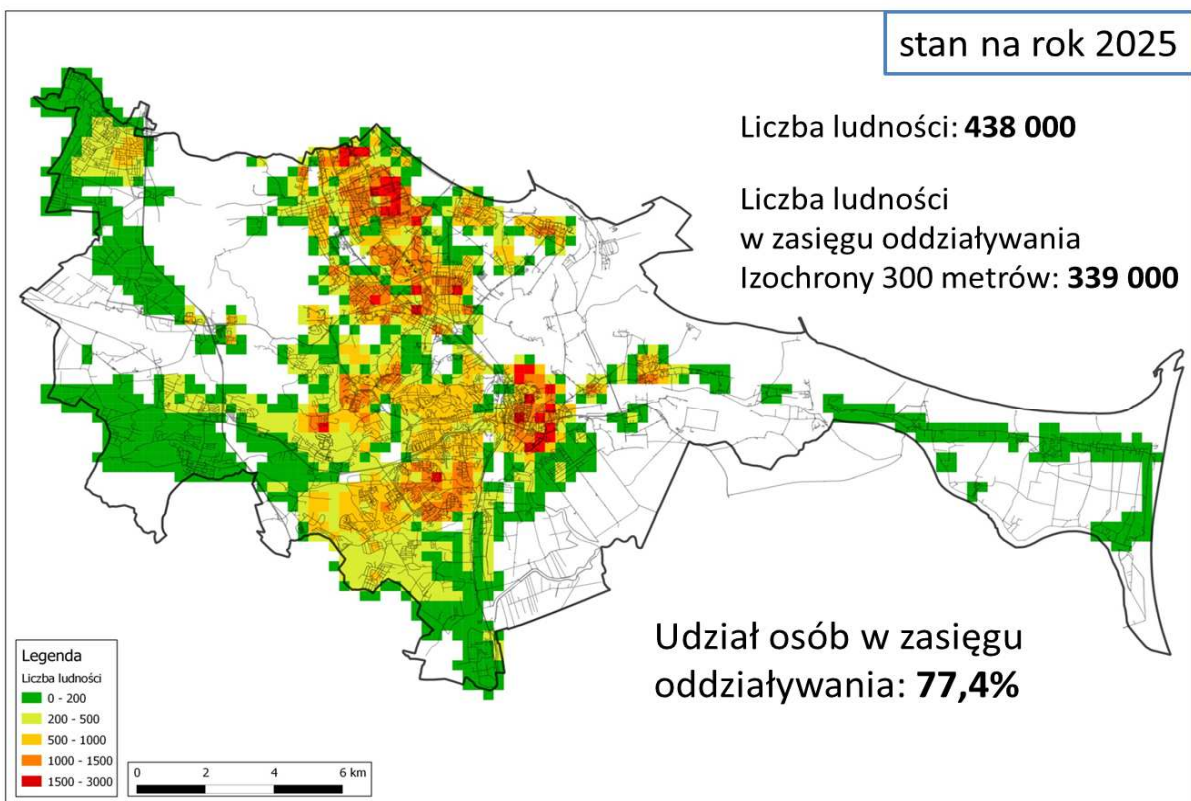 stan na rok 2025
Liczba ludności: 438 000
Liczba ludności
w zasięgu oddziaływania
Izochrony 300 metrów: 339 000
Udział osób w zasięgu
oddziaływania: 77,4%
Legenda
Liczba ludności
0 - 200
200 - 500
500 - 1000
1000 - 1500
1500 - 3000
0 2 4 6 km